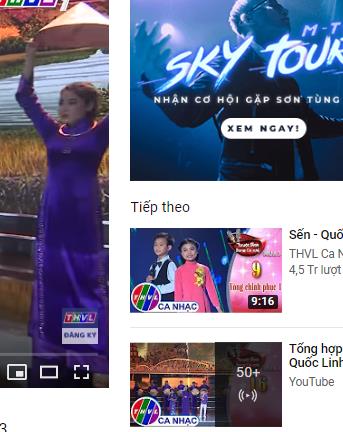 THVL
ĐĂNG KÝ
3
M-T
SKY TOUR
NHẬN CƠ HỘI GẶP SƠN TÙNG
XEM NGAY!
Tiếp theo
9
Tổng chinh phục 1
9:16
THVL CA NHẠC
Sến - Quố
THVL Ca N
4,5 Tr lượt
50+
THVL CA NHẠC
Tổng hợp
Quốc Linh
YouTube